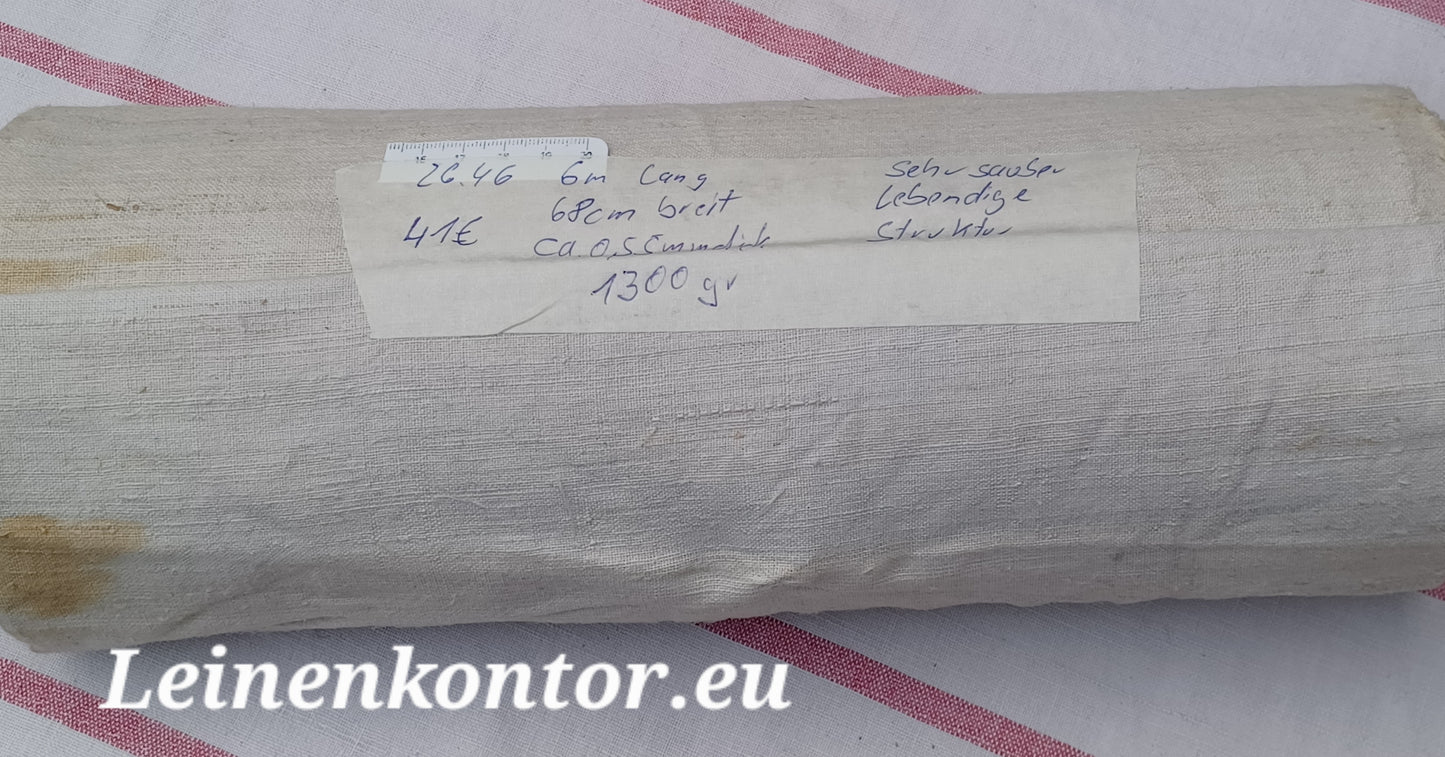 26.46 6m lang
68cm breit
41€
ca. 0,55mm dick
1300 gr
sehr sauber
lebendige
Struktur
Leinenkontor.eu